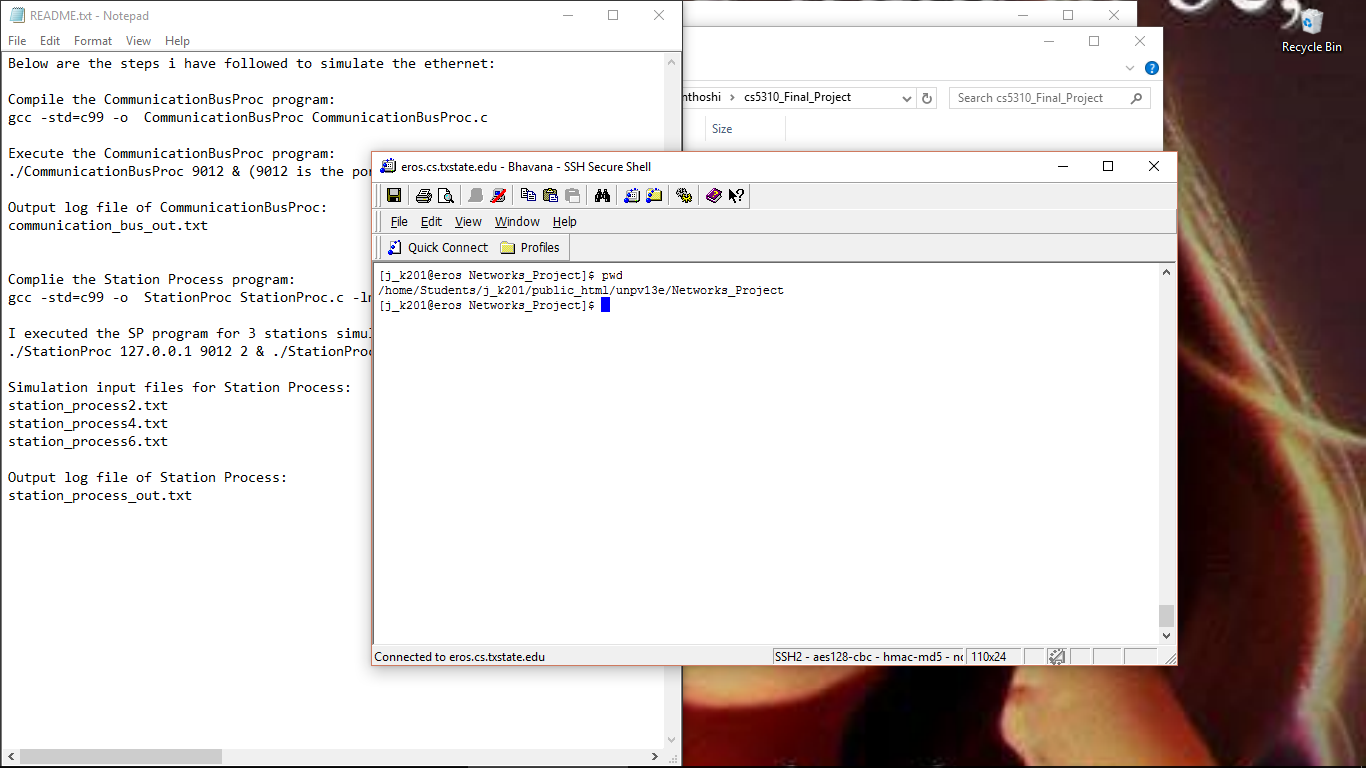 README.txt - Notepad
File Edit Format View Help
Below are the steps i have followed to simulate the ethernet:
Compile the CommunicationBusProc program:
gcc -std=c99 -o  CommunicationBusProc CommunicationBusProc.c
Execute the CommunicationBusProc program:
./CommunicationBusProc 9012 & (9012 is the po
Output log file of CommunicationBusProc:
communication_bus_out.txt
Complie the Station Process program:
gcc -std=c99 -o  StationProc StationProc.c -l
I executed the SP program for 3 stations simu
./StationProc 127.0.0.1 9012 2 & ./StationProc
Simulation input files for Station Process:
station_process2.txt
station_process4.txt
station_process6.txt
Output log file of Station Process:
station_process_out.txt
nthoshi › cs5310_Final_Project
Search cs5310_Final_Project
Size
Recycle Bin
eros.cs.txstate.edu - Bhavana - SSH Secure Shell
File Edit View Window Help
Quick Connect Profiles
[j_k201@eros Networks_Project]$ pwd
/home/Students/j_k201/public_html/unpv13e/Networks_Project
[j_k201@eros Networks_Project]$
Connected to eros.cs.txstate.edu
SSH2 - aes128-cbc - hmac-md5 - nc 110x24